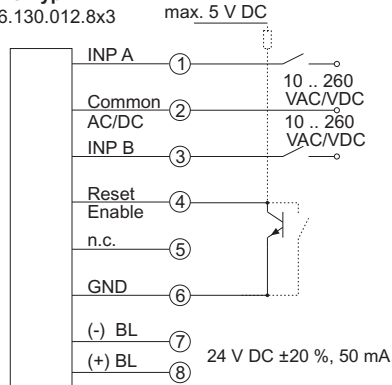 6.130.012.8x3
max. 5 V DC
INP A
1
10 .. 260
VAC/VDC
Common
AC/DC
2
10 .. 260
VAC/VDC
INP B
3
Reset
Enable
4
n.c.
5
GND
6
(-) BL
7
24 V DC ±20 %, 50 mA
(+) BL
8